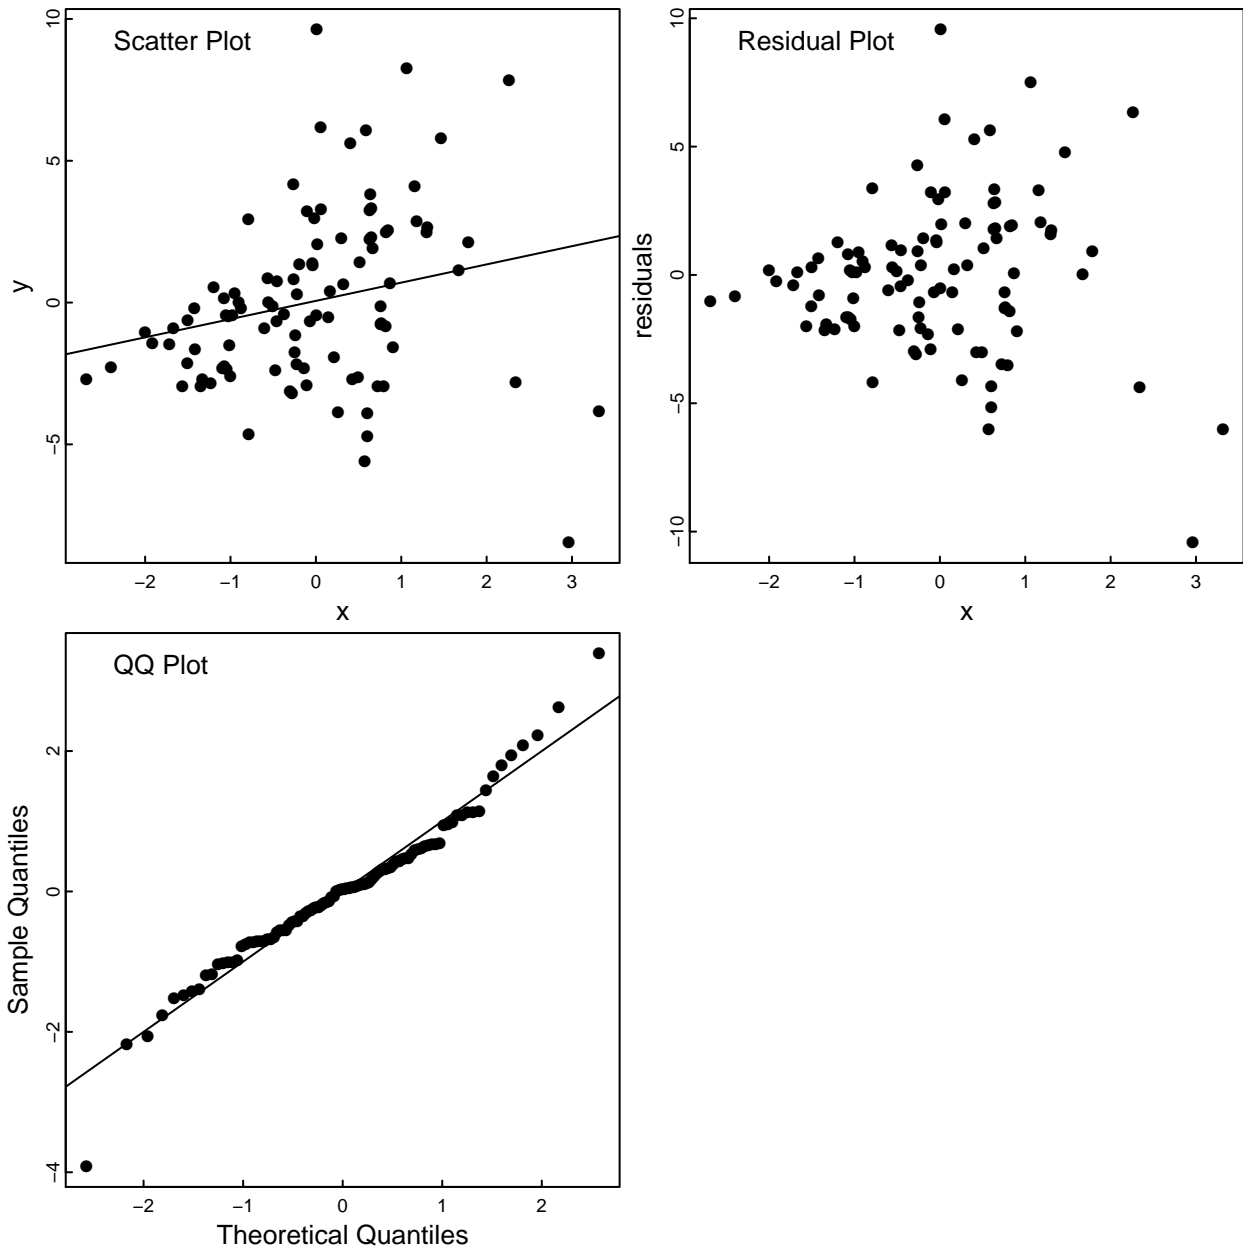 Scatter Plot
10
5
0
−5
y
−2 −1 0 1 2 3
x
Residual Plot
10
5
0
−5
−10
residuals
−2 −1 0 1 2 3
x
QQ Plot
2
0
−2
−4
Sample Quantiles
−2 −1 0 1 2
Theoretical Quantiles